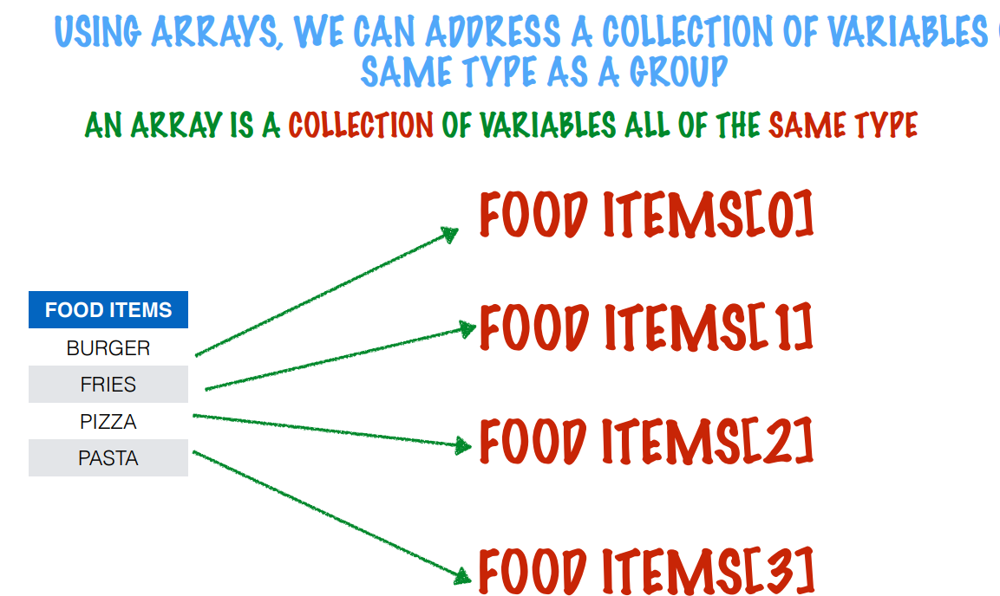 USING ARRAYS, WE CAN ADDRESS A COLLECTION OF VARIABLES
SAME TYPE AS A GROUP
AN ARRAY IS A COLLECTION OF VARIABLES ALL OF THE SAME TYPE
FOOD ITEMS[0]
FOOD ITEMS[1]
FOOD ITEMS[2]
FOOD ITEMS[3]
FOOD ITEMS
BURGER
FRIES
PIZZA
PASTA